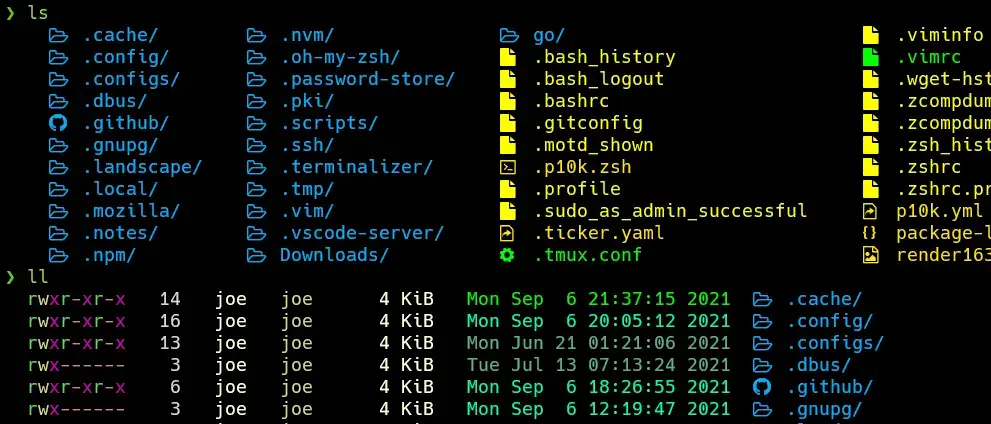 ❯ ls
.cache/ .nvm/ go/ .viminfo
.config/ .oh-my-zsh/ .bash_history .vimrc
.configs/ .password-store/ .bash_logout .wget-hst
.dbus/ .pki/ .bashrc .zcompdum
.github/ .scripts/ .gitconfig .zcompdum
.gnupg/ .ssh/ .motd_shown .zsh_hist
.landscape/ .terminalizer/ .p10k.zsh .zshrc
.local/ .tmp/ .profile .zshrc.pr
.mozilla/ .vim/ .sudo_as_admin_successful p10k.yml
.notes/ .vscode-server/ .ticker.yaml package-l
.npm/ Downloads/ .tmux.conf render163
❯ ll
rwxr-xr-x 14 joe joe 4 KiB Mon Sep 6 21:37:15 2021 .cache/
rwxr-xr-x 16 joe joe 4 KiB Mon Sep 6 20:05:12 2021 .config/
rwxr-xr-x 13 joe joe 4 KiB Mon Jun 21 01:21:06 2021 .configs/
rwx------ 3 joe joe 4 KiB Tue Jul 13 07:13:24 2021 .dbus/
rwxr-xr-x 6 joe joe 4 KiB Mon Sep 6 18:26:55 2021 .github/
rwx------ 3 joe joe 4 KiB Mon Sep 6 12:19:47 2021 .gnupg/